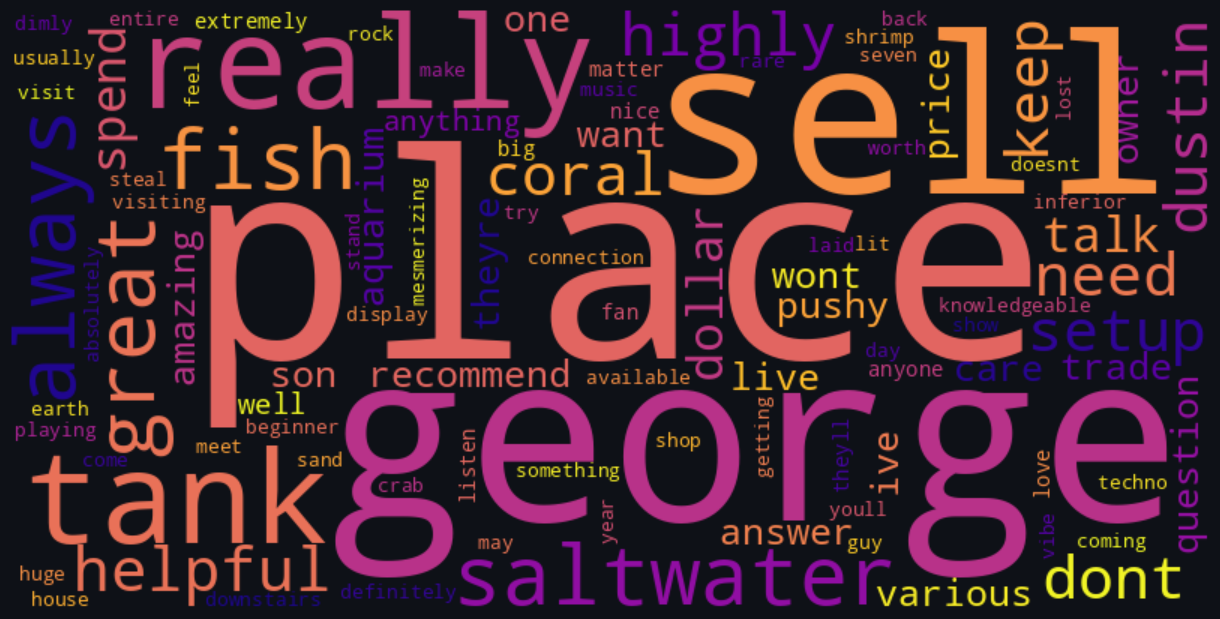 dimly
entire
extremely
rock
one
highly
back
shrimp
seven
rare
sell
keep
lost
owner
dustin
usually
visit
spend
feel
really
make
matter
music
nice
want
price
worth
doesnt
always
fish
anything
big
coral
steal
visiting
great
amazing
absolutely
stand
aquarium
mesmerizing
theyre
try
connection
display
place
fan
dollar
laid
lit
wont
pushy
inferior
talk
need
knowledgeable
show
setup
day
anyone
care
trade
son
recommend
available
live
earth
playing
well
beginner
meet
come
sand
tank
crab
listen
george
something
shop
getting
theyll
ive
love
techno
question
year
youll
may
answer
guy
vibe
coming
huge
house
helpful
downstairs
definitely
saltwater
various
dont